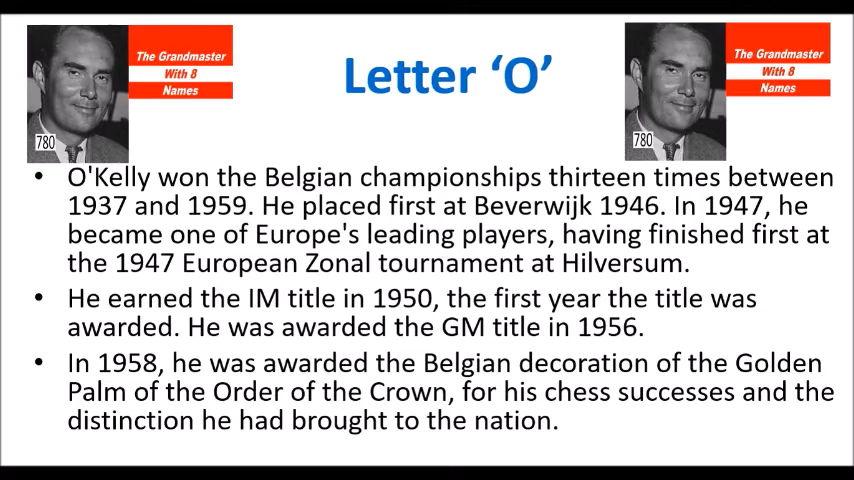 The Grandmaster
With 8
Names
780
Letter ‘O’
The Grandmaster
With 8
Names
780
• O'Kelly won the Belgian championships thirteen times between
1937 and 1959. He placed first at Beverwijk 1946. In 1947, he
became one of Europe's leading players, having finished first at
the 1947 European Zonal tournament at Hilversum.
• He earned the IM title in 1950, the first year the title was
awarded. He was awarded the GM title in 1956.
• In 1958, he was awarded the Belgian decoration of the Golden
Palm of the Order of the Crown, for his chess successes and the
distinction he had brought to the nation.